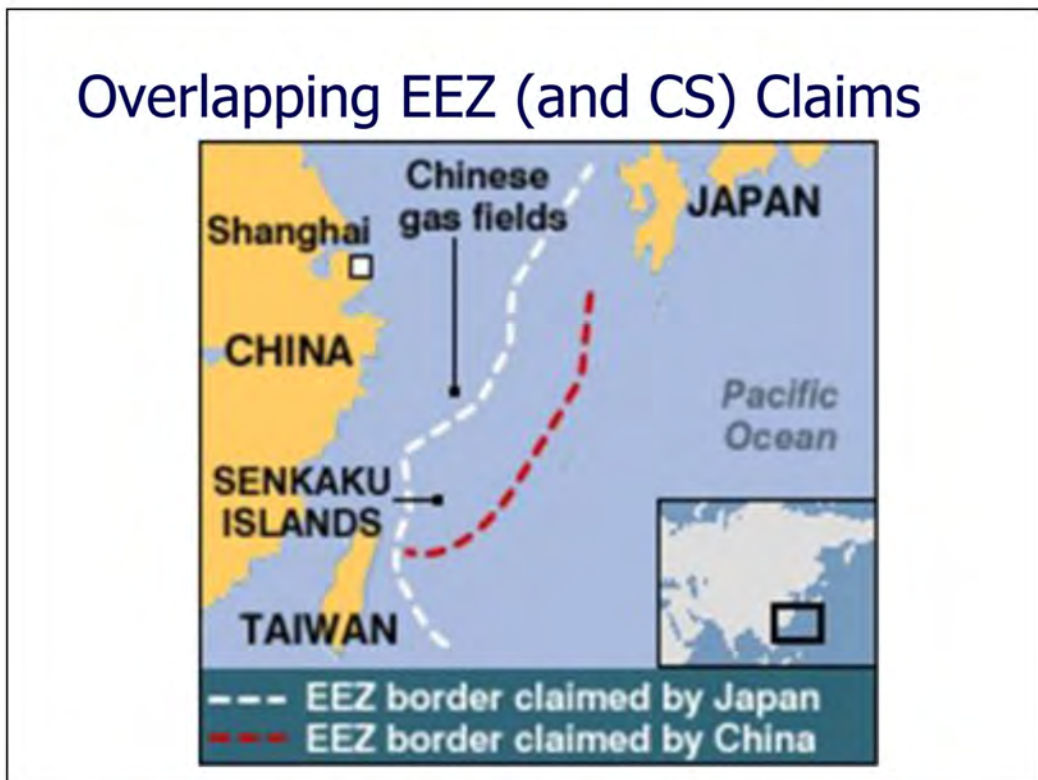 Overlapping EEZ (and CS) Claims
Chinese
gas fields
JAPAN
Shanghai
CHINA
Pacific
Ocean
SENKAKU
ISLANDS
TAIWAN
EEZ border claimed by Japan
EEZ border claimed by China